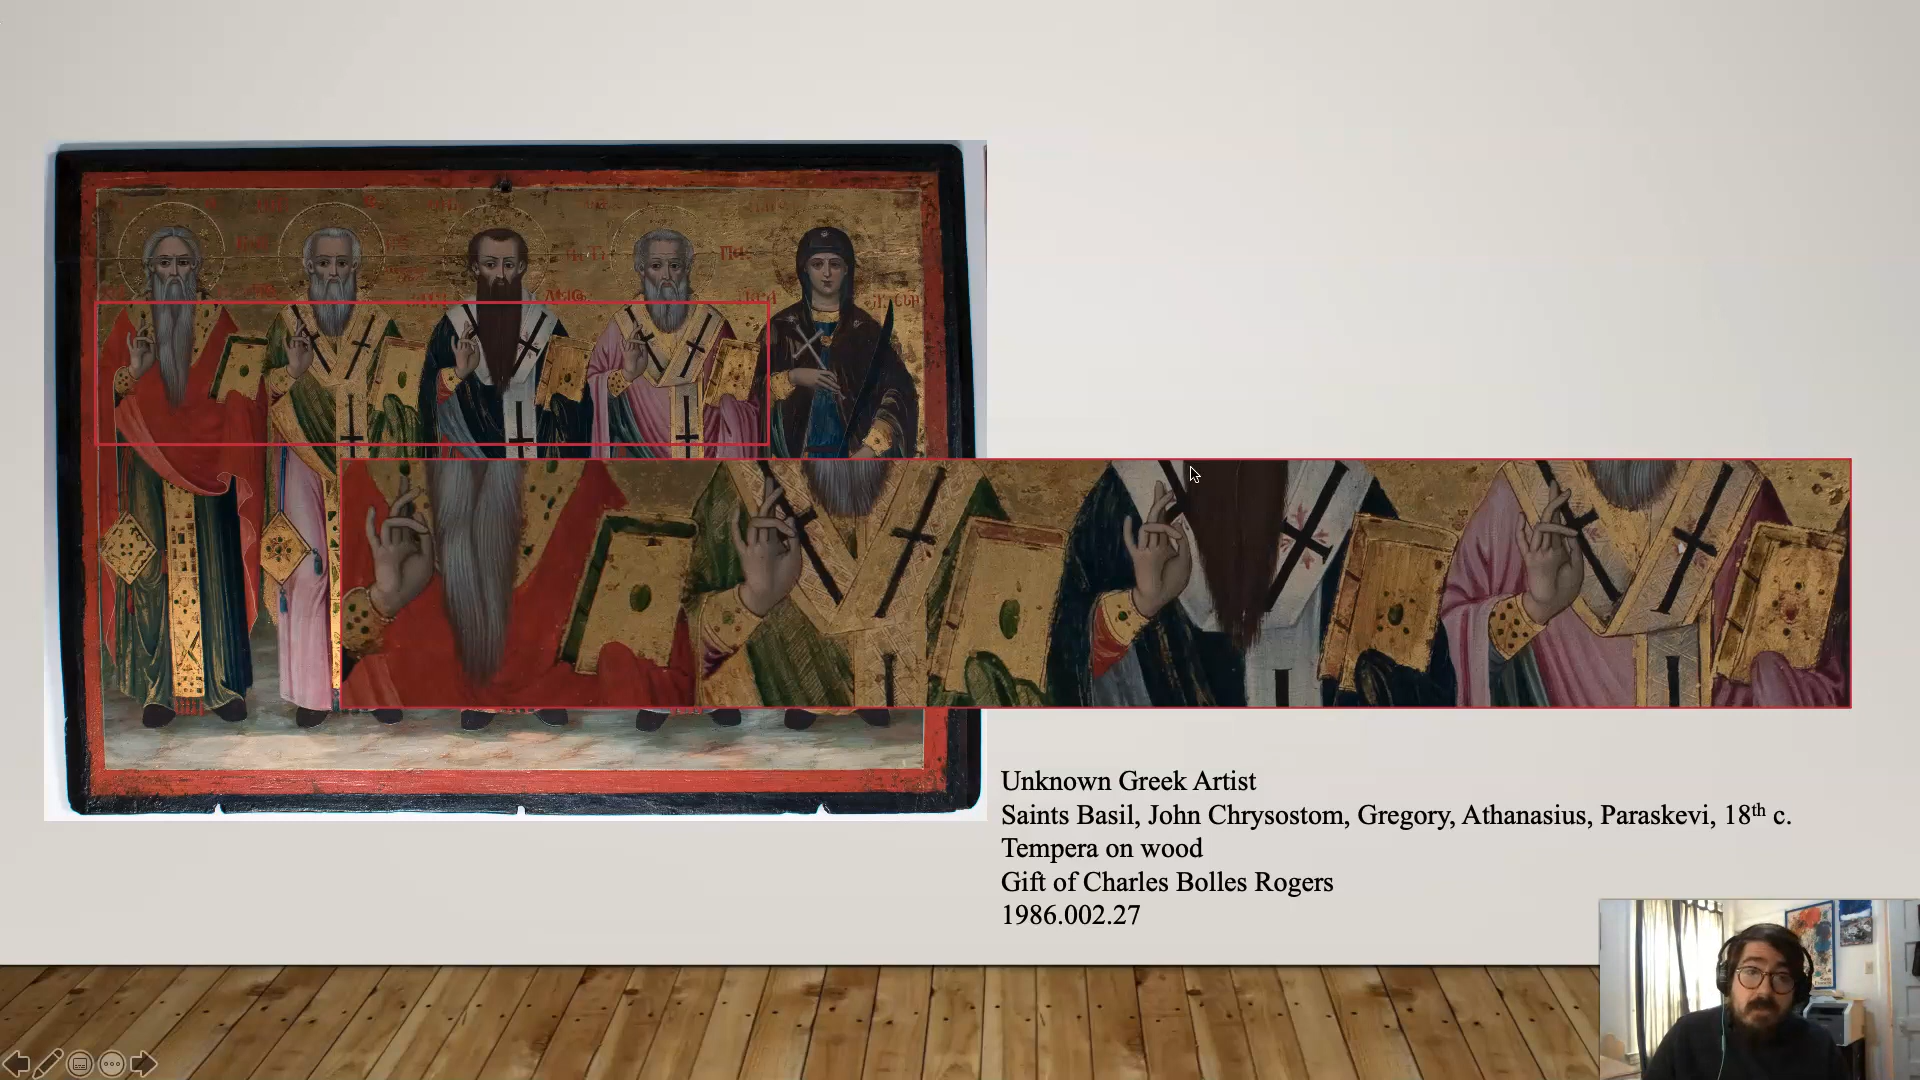 Unknown Greek Artist
Saints Basil, John Chrysostom, Gregory, Athanasius, Paraskevi, 18th c.
Tempera on wood
Gift of Charles Bolles Rogers
1986.002.27